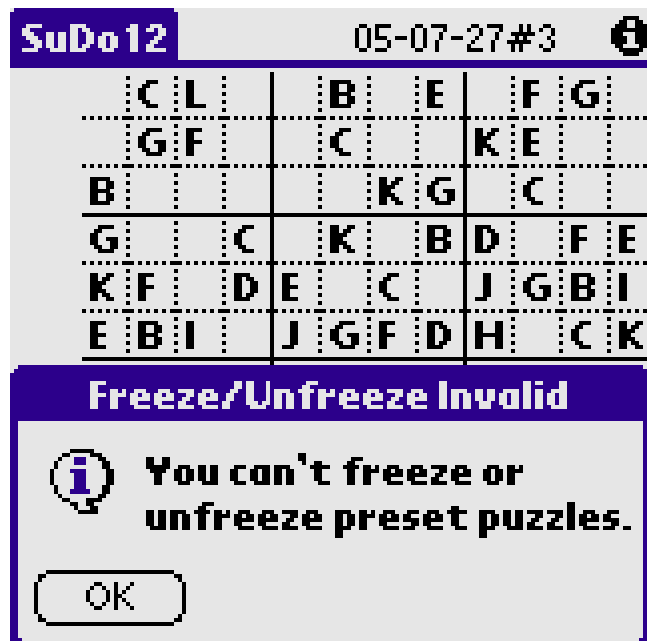 SuDo12 05-07-27#3
C L B E F G
G F C K E
B K G C
G C K B D F E
K F D E C J G B I
E B I J G F D H C K
Freeze/Unfreeze Invalid
You can't freeze or
unfreeze preset puzzles.
OK